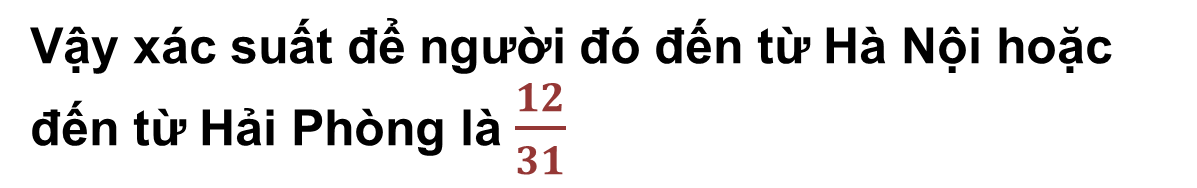 Vậy xác suất để người đó đến từ Hà Nội hoặc
đến từ Hải Phòng là 12/31